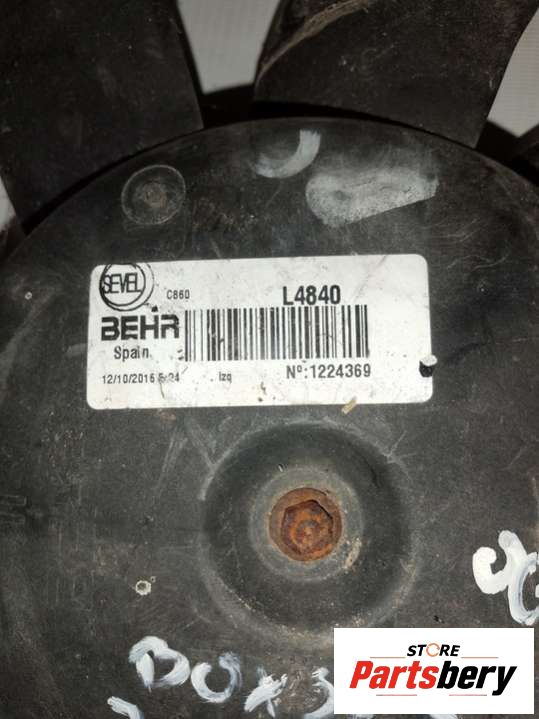 SEVEL
C860
L4840
BEHR
Spain
12/10/2016
Izq
Nº:1224369
STORE
Partsbery